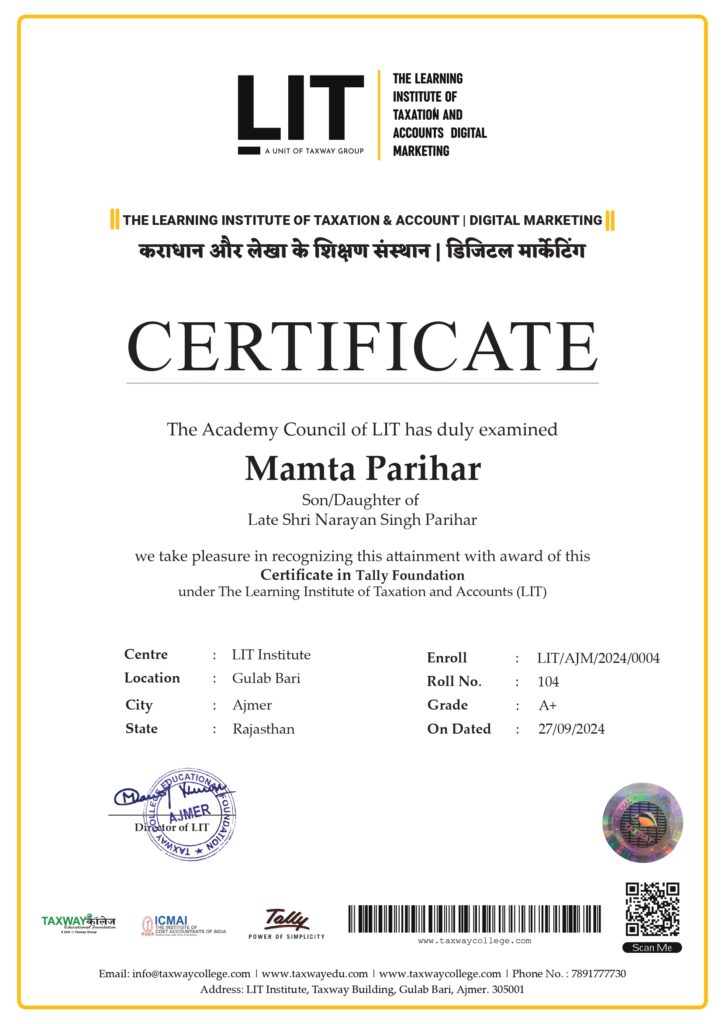 LIT
A UNIT OF TAXWAY GROUP
THE LEARNING
INSTITUTE OF
TAXATION AND
ACCOUNTS DIGITAL
MARKETING
THE LEARNING INSTITUTE OF TAXATION & ACCOUNT | DIGITAL MARKETING
कराधान और लेखा के शिक्षण संस्थान | डिजिटल मार्केटिंग
CERTIFICATE
The Academy Council of LIT has duly examined
Mamta Parihar
Son/Daughter of
Late Shri Narayan Singh Parihar
we take pleasure in recognizing this attainment with award of this
Certificate in Tally Foundation
under The Learning Institute of Taxation and Accounts (LIT)
Centre : LIT Institute
Location : Gulab Bari
City : Ajmer
State : Rajasthan
Enroll : LIT/AJM/2024/0004
Roll No. : 104
Grade : A+
On Dated : 27/09/2024
TAXWAY COLLEGE EDUCATIONAL FOUNDATION
AJMER
Director of LIT
TAXWAYकॉलेज
Educational Foundation
A Unit of Taxway Group
ICMAI
THE INSTITUTE OF
COST ACCOUNTANTS OF INDIA
Tally
POWER OF SIMPLICITY
www.taxwaycollege.com
Scan Me
Email: info@taxwaycollege.com | www.taxwayedu.com | www.taxwaycollege.com | Phone No. : 7891777730
Address: LIT Institute, Taxway Building, Gulab Bari, Ajmer. 305001